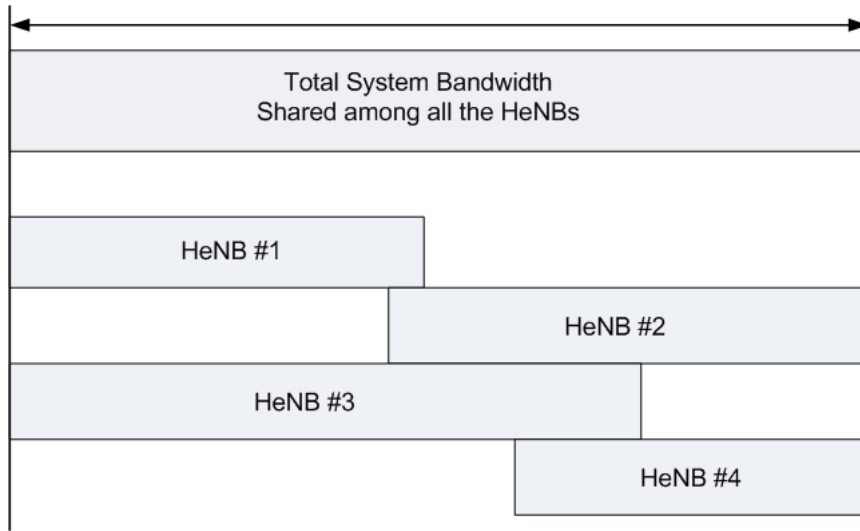 Total System Bandwidth
Shared among all the HeNBs
HeNB #1
HeNB #2
HeNB #3
HeNB #4